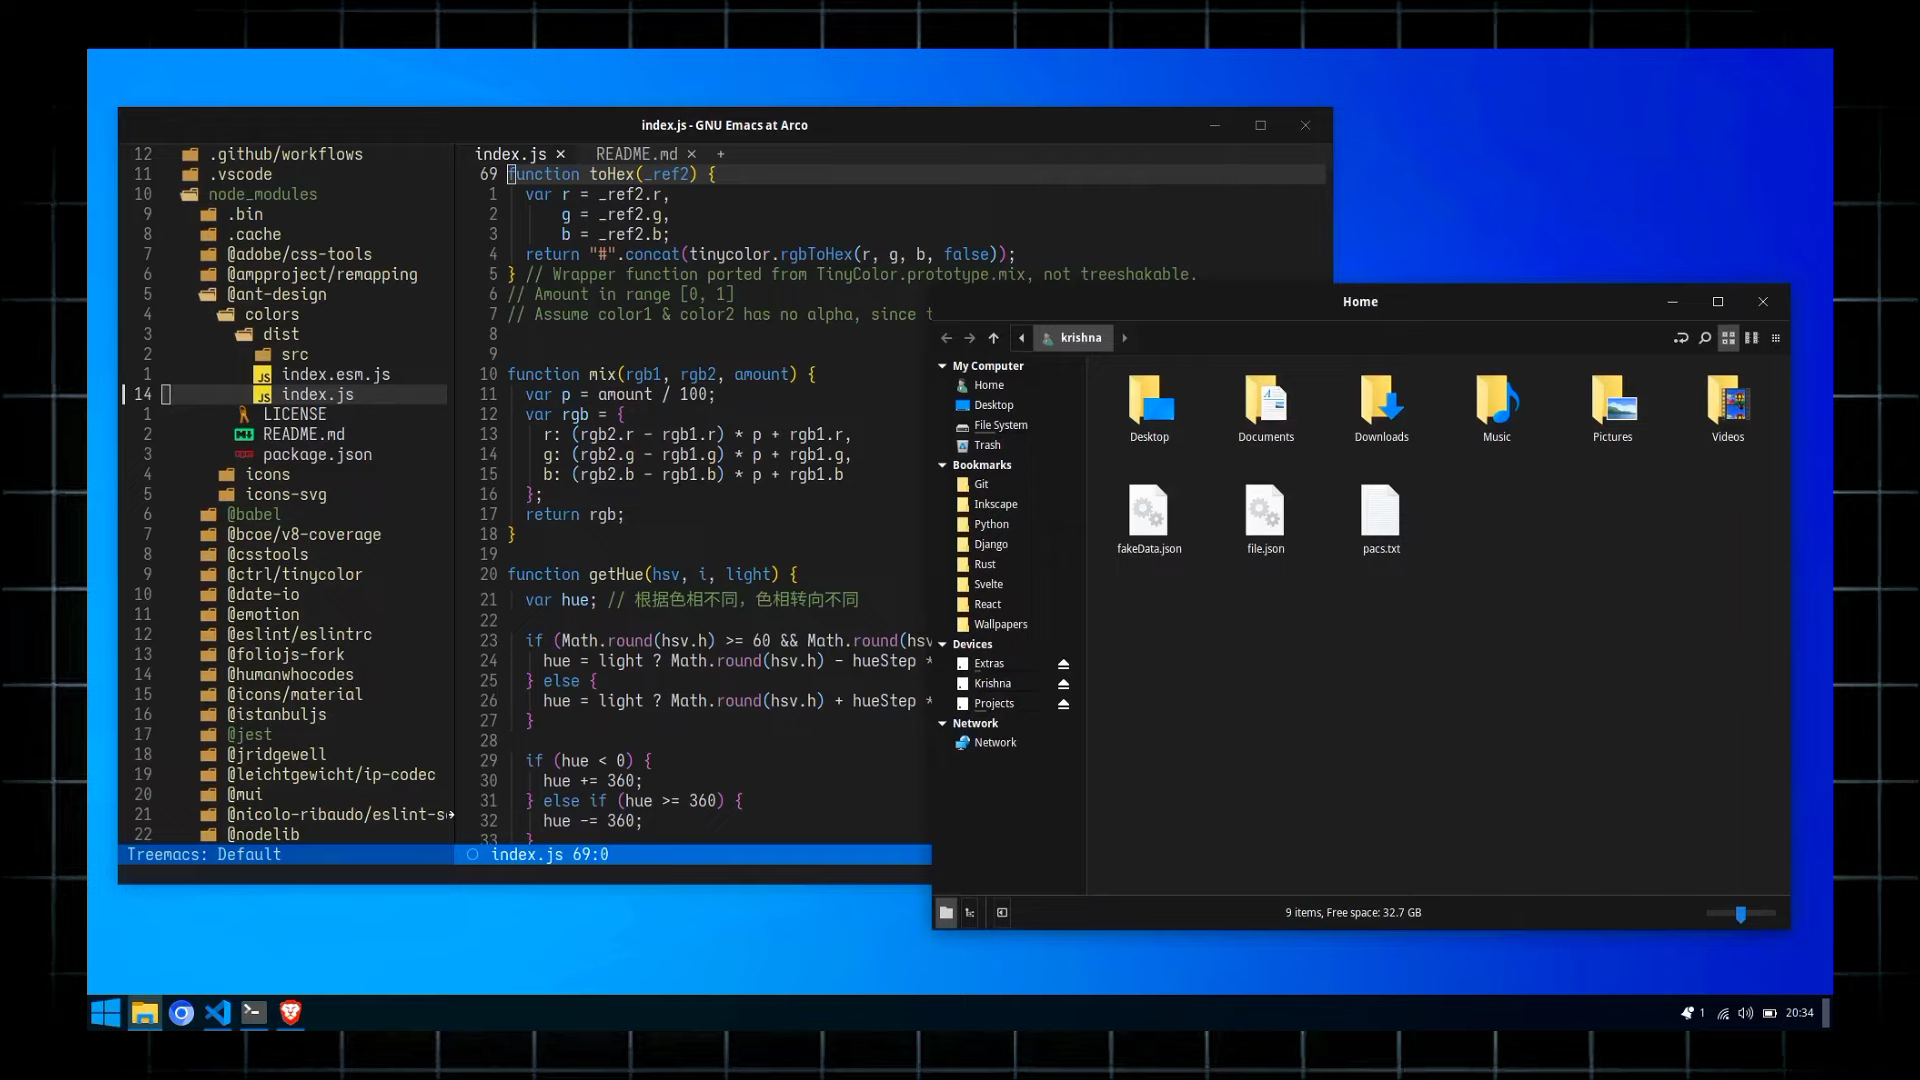 index.js - GNU Emacs at Arco
12 .github/workflows
11 .vscode
10 node_modules
9 .bin
8 .cache
7 @adobe/css-tools
6 @ampproject/remapping
5 @ant-design
4 colors
3 dist
2 src
1 index.esm.js
14 index.js
1 LICENSE
2 README.md
3 package.json
4 icons
5 icons-svg
6 @babel
7 @bcoe/v8-coverage
8 @csstools
9 @ctrl/tinycolor
10 @date-io
11 @emotion
12 @eslint/eslintrc
13 @foliojs-fork
14 @humanwhocodes
15 @icons/material
16 @istanbuljs
17 @jest
18 @jridgewell
19 @leichtgewicht/ip-codec
20 @mui
21 @nicolo-ribaudo/eslint-s
22 @nodelib
Treemacs: Default
index.js × README.md × +
69 function toHex(_ref2) {
1 var r = _ref2.r,
2 g = _ref2.g,
3 b = _ref2.b;
4 return "#".concat(tinycolor.rgbToHex(r, g, b, false));
5 } // Wrapper function ported from TinyColor.prototype.mix, not treeshakable.
6 // Amount in range [0, 1]
7 // Assume color1 & color2 has no alpha, since t
8
9
10 function mix(rgb1, rgb2, amount) {
11 var p = amount / 100;
12 var rgb = {
13 r: (rgb2.r - rgb1.r) * p + rgb1.r,
14 g: (rgb2.g - rgb1.g) * p + rgb1.g,
15 b: (rgb2.b - rgb1.b) * p + rgb1.b
16 };
17 return rgb;
18 }
19
20 function getHue(hsv, i, light) {
21 var hue; // 根据色相不同，色相转向不同
22
23 if (Math.round(hsv.h) >= 60 && Math.round(hsv
24 hue = light ? Math.round(hsv.h) - hueStep *
25 } else {
26 hue = light ? Math.round(hsv.h) + hueStep *
27 }
28
29 if (hue < 0) {
30 hue += 360;
31 } else if (hue >= 360) {
32 hue -= 360;
33 }
index.js 69:0
Home
krishna
My Computer
Home
Desktop
File System
Trash
Bookmarks
Git
Inkscape
Python
Django
Rust
Svelte
React
Wallpapers
Devices
Extras
Krishna
Projects
Network
Network
Desktop Documents Downloads Music Pictures Videos
fakeData.json file.json pacs.txt
9 items, Free space: 32.7 GB
1 20:34